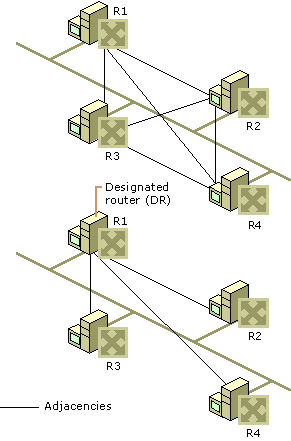 R1
R2
R3
R4
Designated
router (DR)
R1
R2
R3
R4
Adjacencies